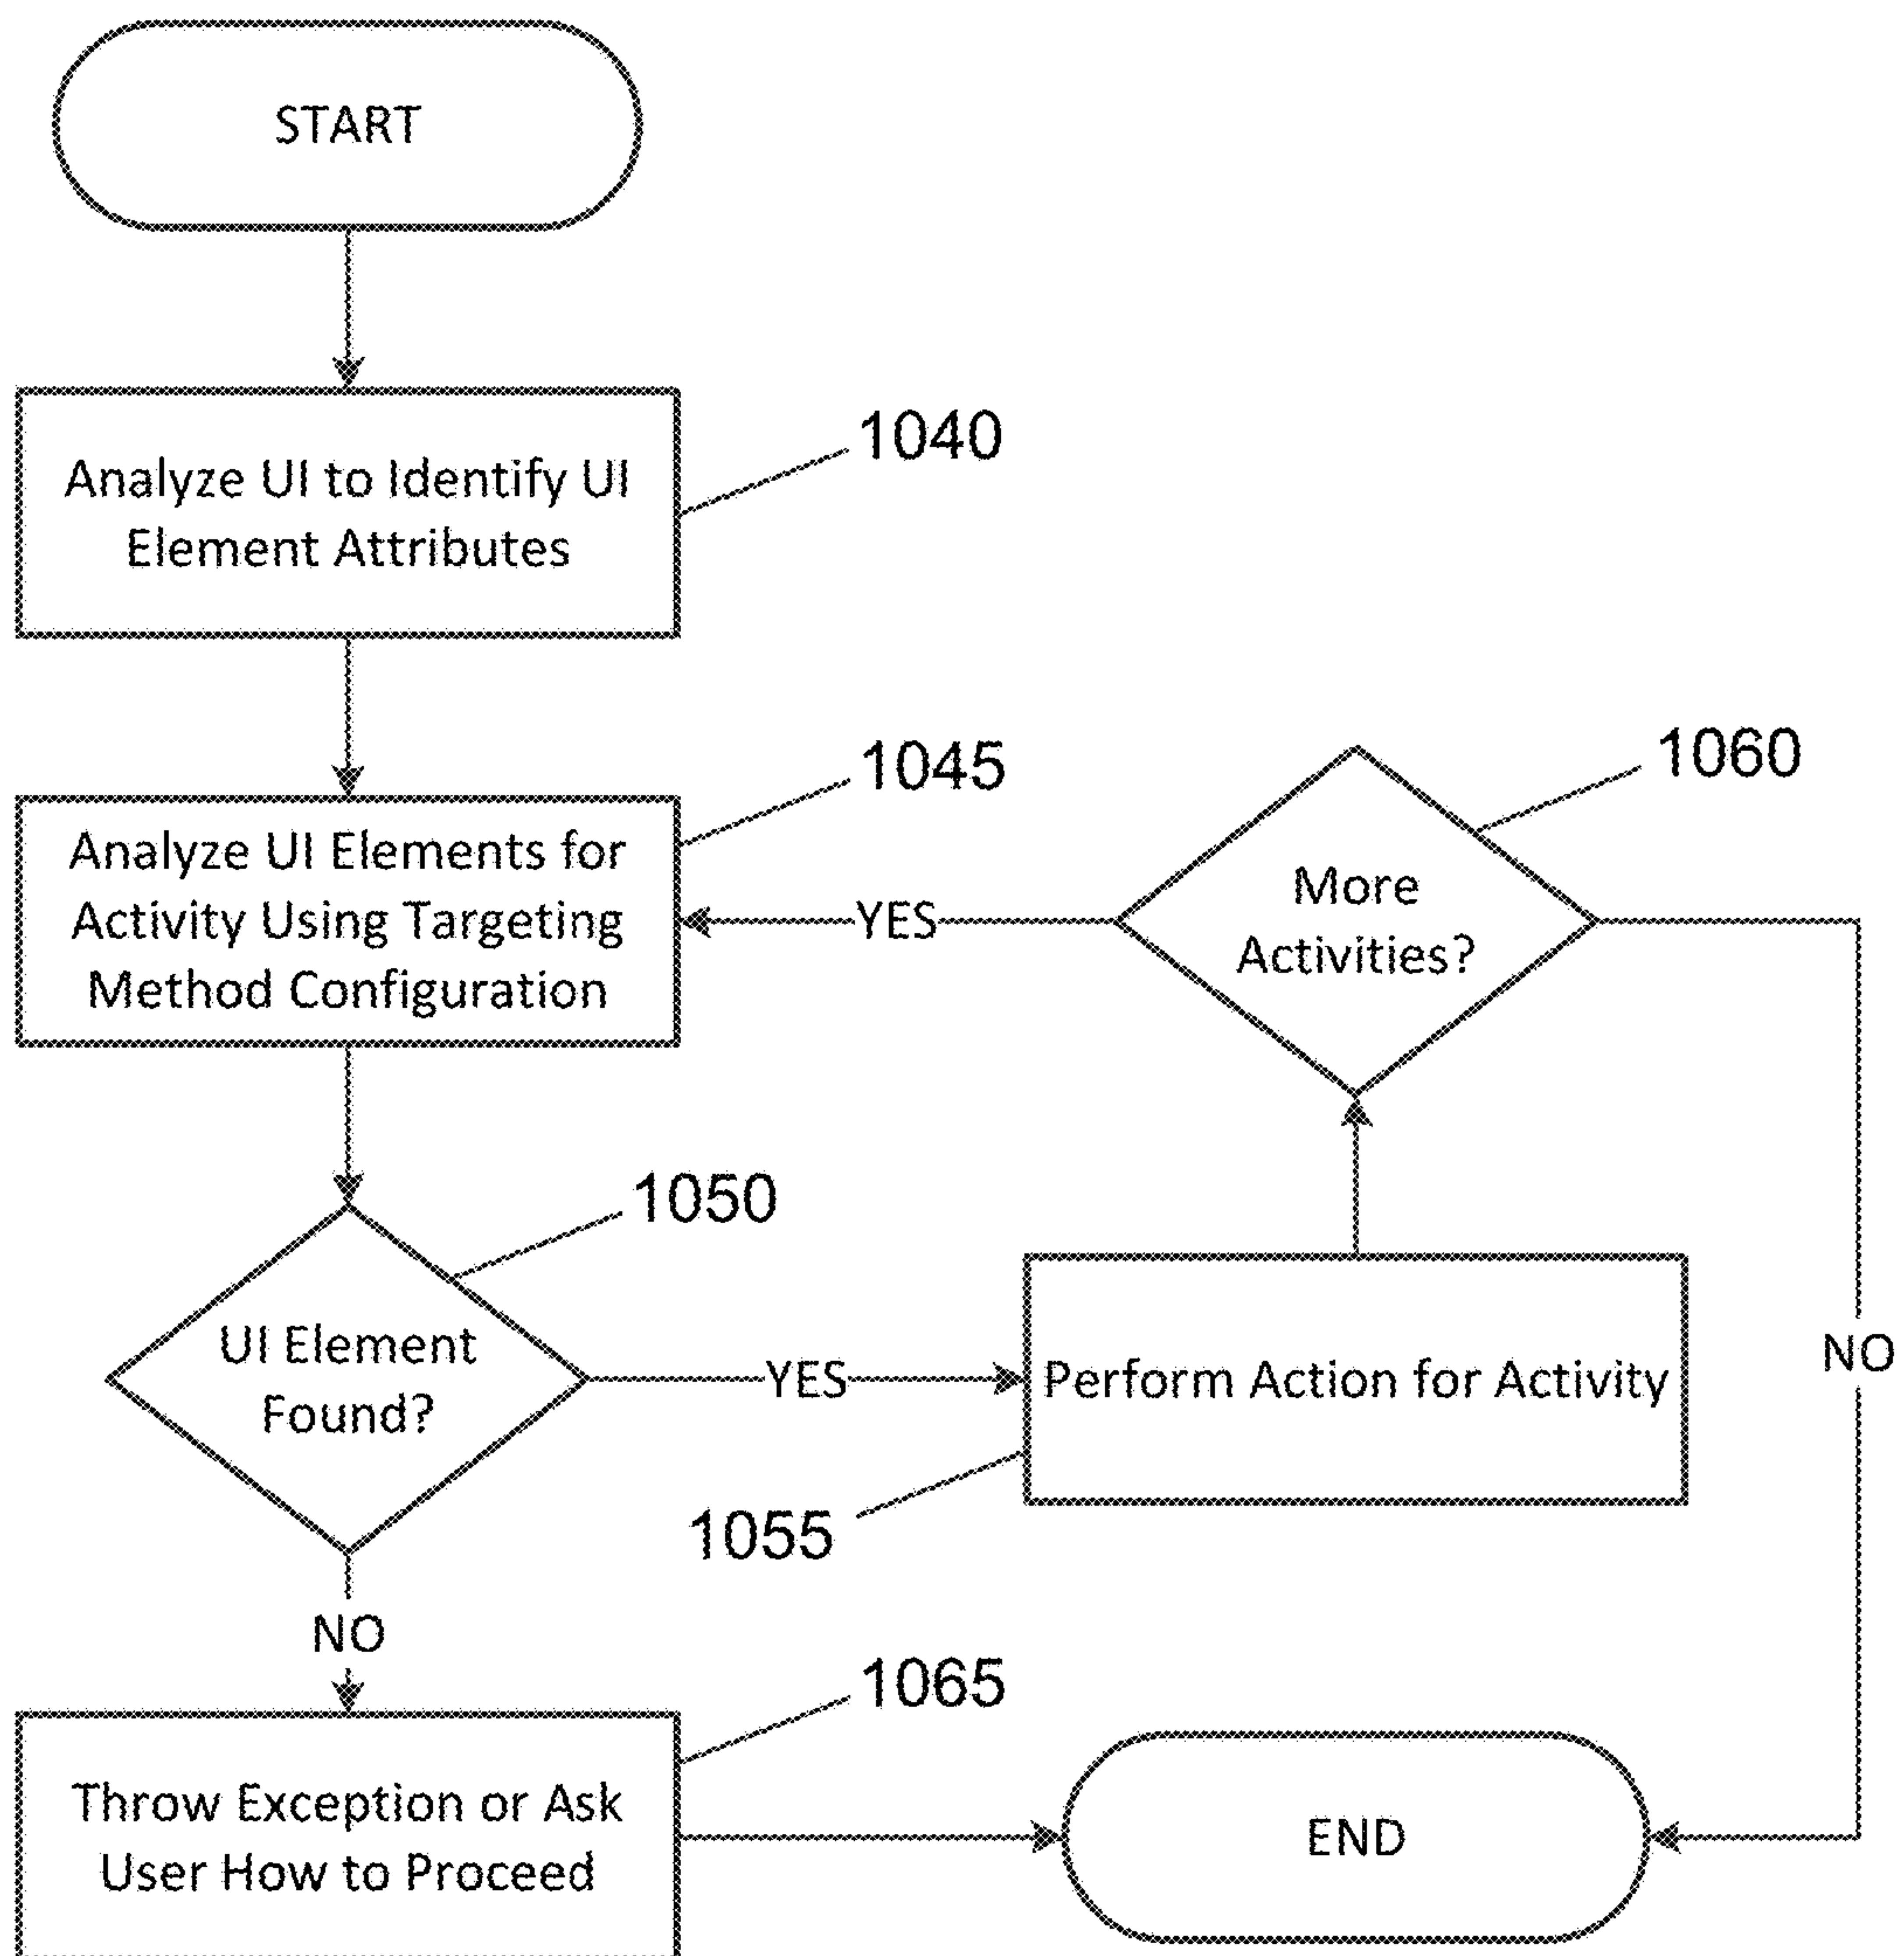 START
1040
Analyze UI to Identify UI
Element Attributes
1045
1060
Analyze UI Elements for
Activity Using Targeting
Method Configuration
YES
More
Activities?
1050
UI Element
Found?
YES
Perform Action for Activity
NO
1055
NO
1065
Throw Exception or Ask
User How to Proceed
END